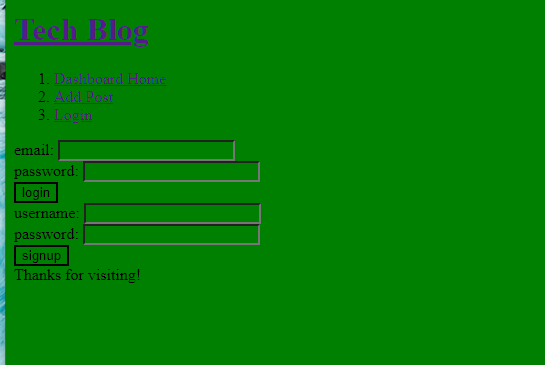 Tech Blog
1. Dashboard Home
2. Add Post
3. Login
email:
password:
login
username:
password:
signup
Thanks for visiting!